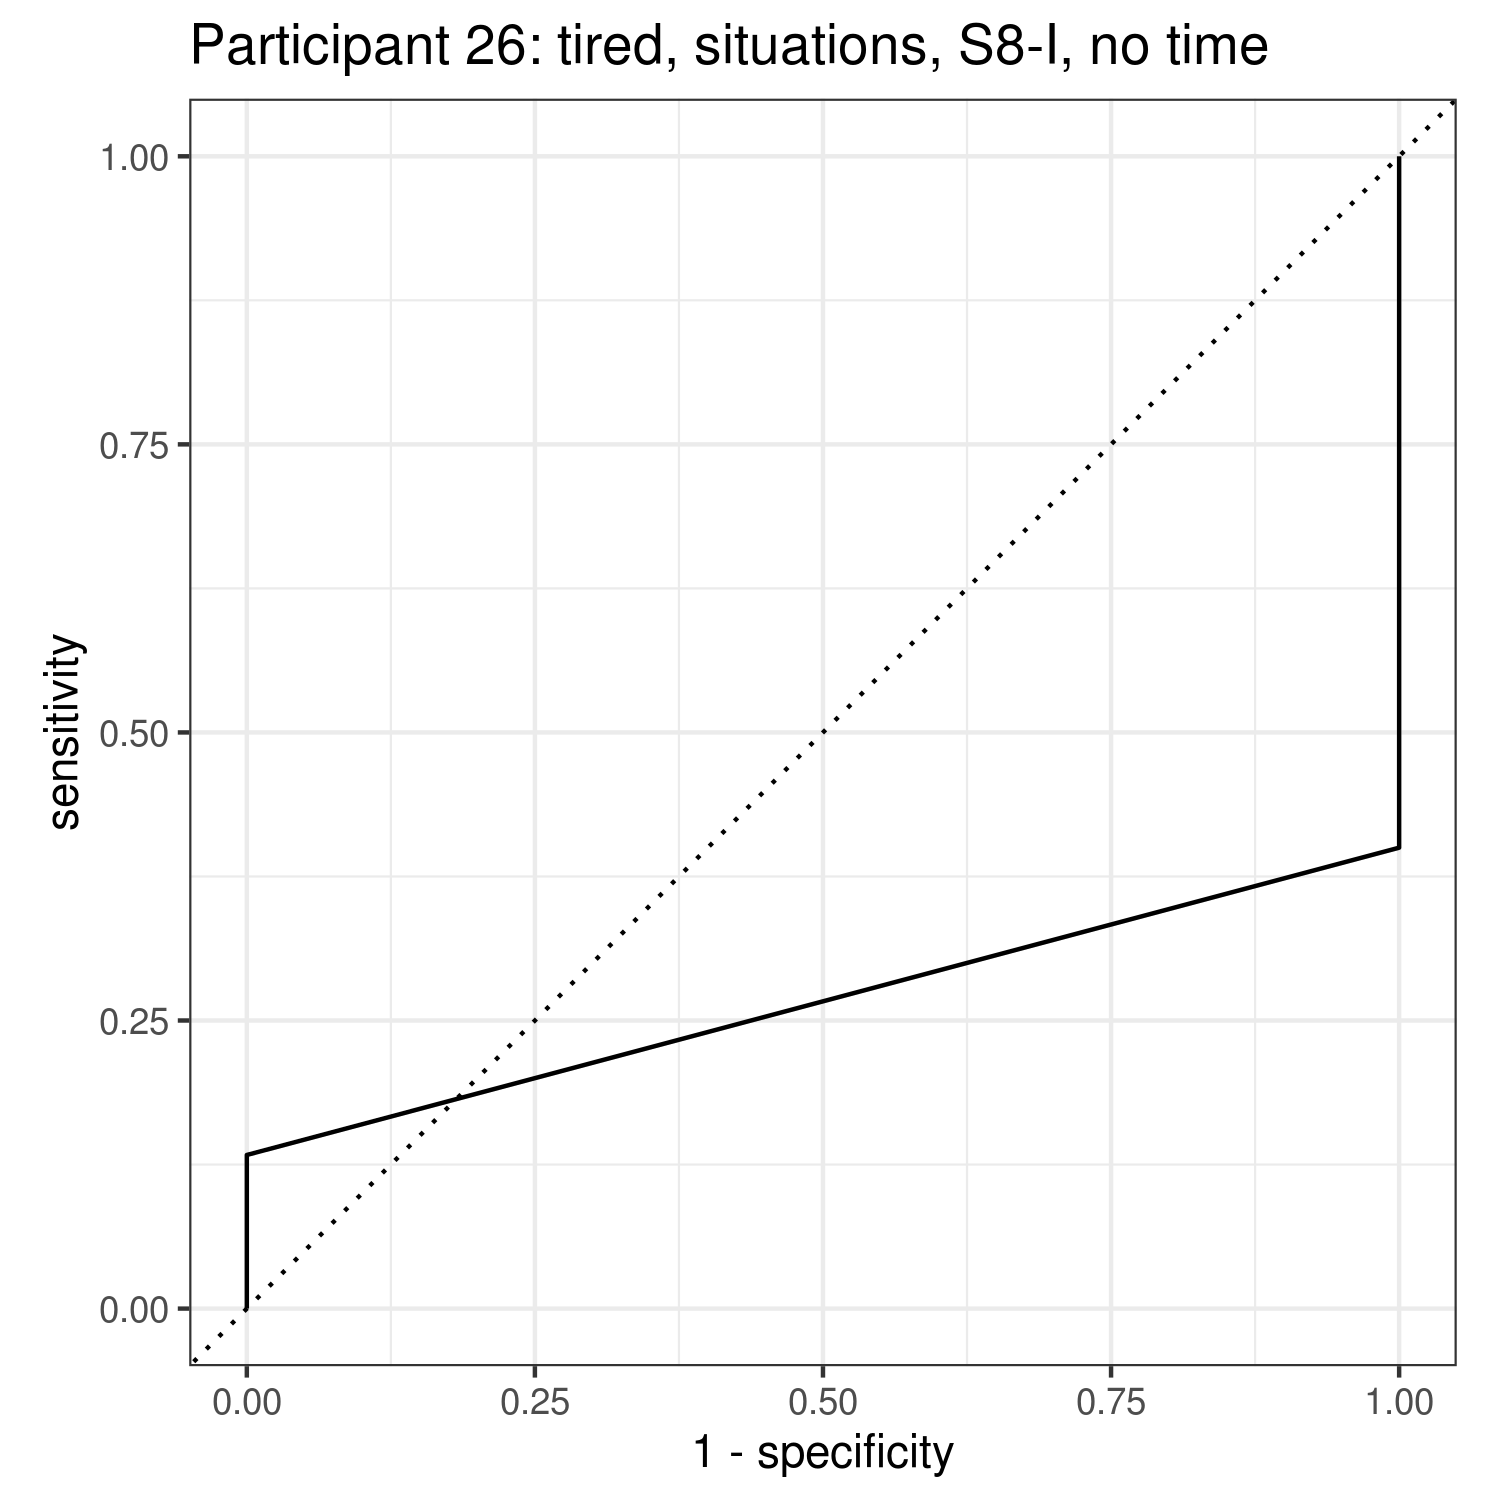 Participant 26: tired, situations, S8-I, no time
1.00
0.75
0.50
0.25
0.00
sensitivity
0.00 0.25 0.50 0.75 1.00
1 - specificity